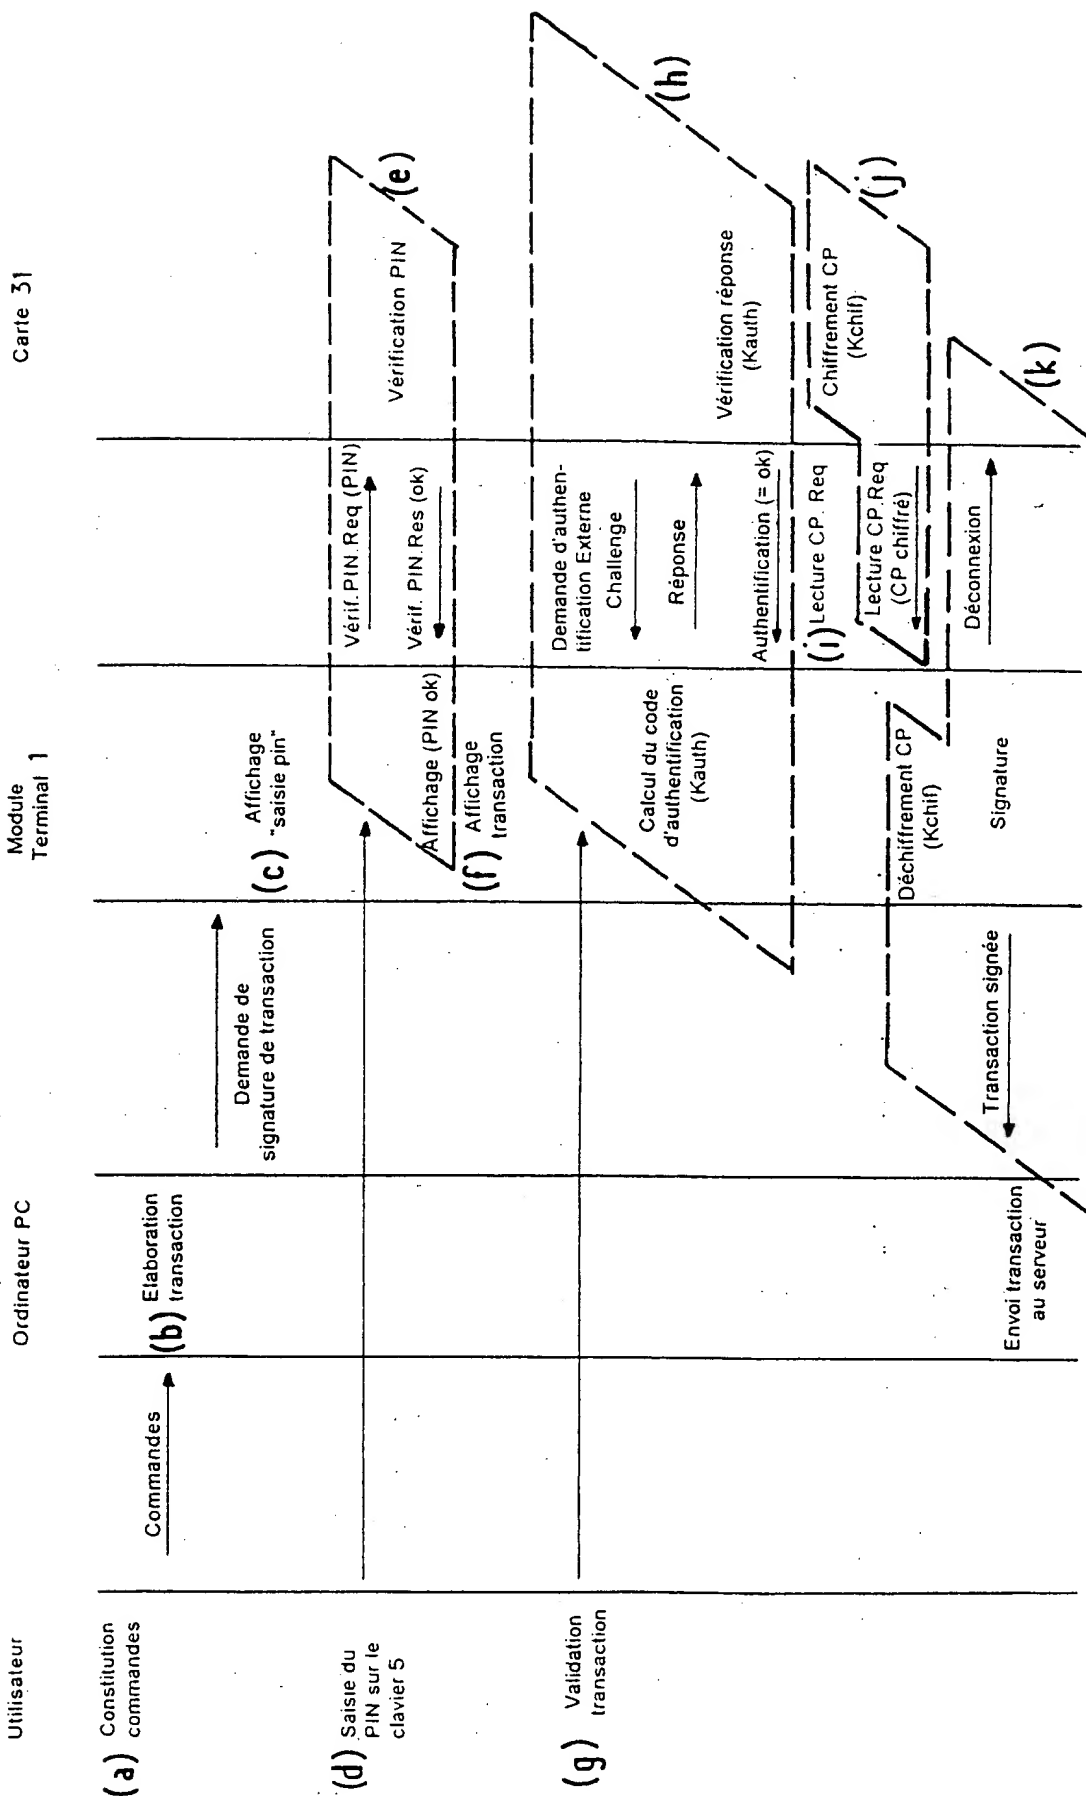 Utilisateur
Ordinateur PC
Module
Terminal 1
Carte 31
(a) Constitution
commandes
Commandes
(b) Elaboration
transaction
Demande de
signature de transaction
(c) Affichage
"saisie pin"
(d) Saisie du
PIN sur le
clavier 5
Vérif.PIN.Req (PIN)
Vérification PIN
(e)
Vérif. PIN.Res (ok)
Affichage (PIN ok)
(f) Affichage
transaction
(g) Validation
transaction
Demande d'authen-
tification Externe
Challenge
Calcul du code
d'authentification
(Kauth)
Réponse
Vérification réponse
(Kauth)
(h)
Authentification (= ok)
(i) Lecture CP. Req
Chiffrement CP
(Kchif)
(j)
Lecture CP.Req
(CP chiffré)
Déchiffrement CP
(Kchif)
Déconnexion
(k)
Signature
Transaction signée
Envoi transaction
au serveur